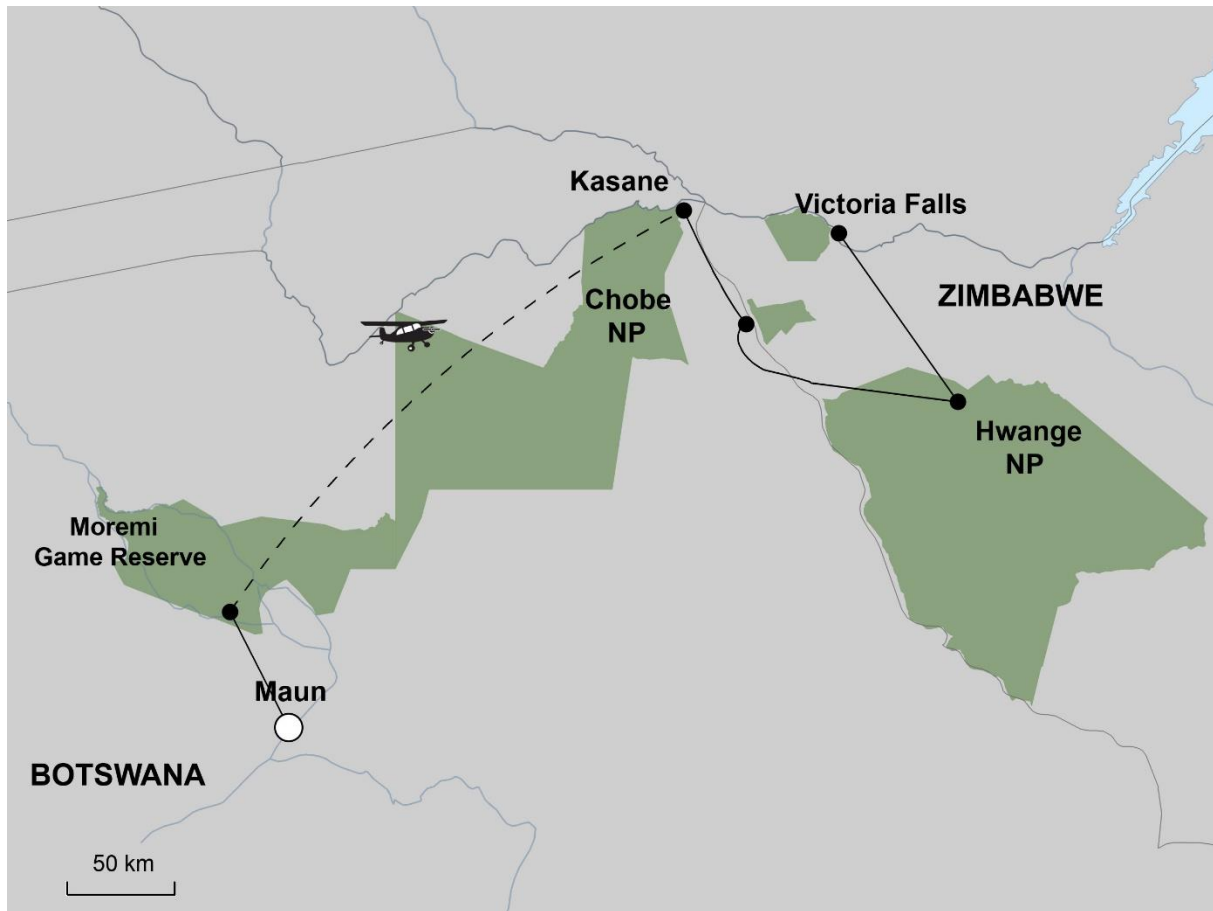 Kasane
Victoria Falls
ZIMBABWE
Chobe
NP
Hwange
NP
Moremi
Game Reserve
Maun
BOTSWANA
50 km